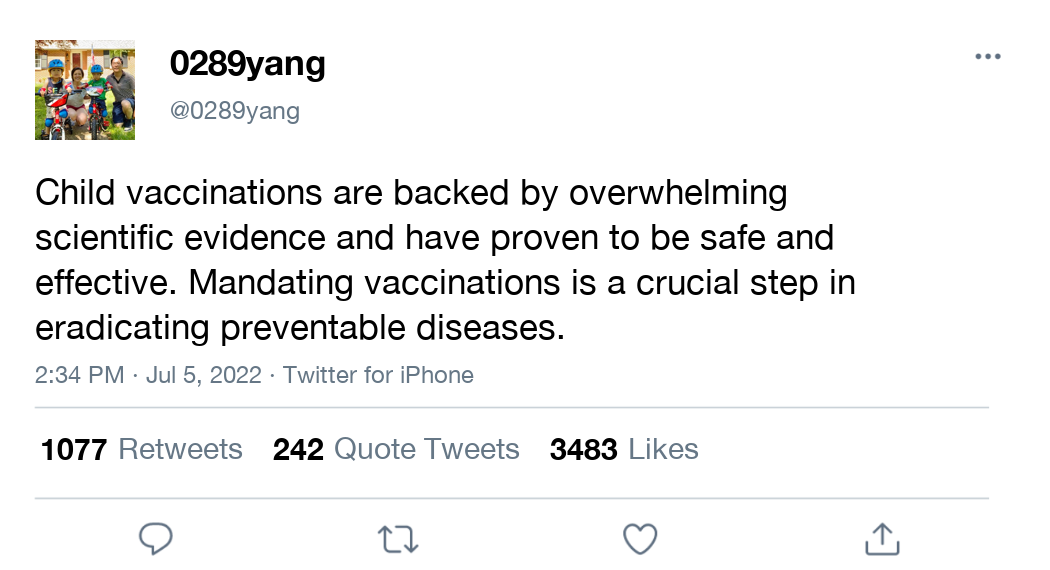 0289yang
@0289yang
Child vaccinations are backed by overwhelming
scientific evidence and have proven to be safe and
effective. Mandating vaccinations is a crucial step in
eradicating preventable diseases.
2:34 PM · Jul 5, 2022 · Twitter for iPhone
1077 Retweets 242 Quote Tweets 3483 Likes